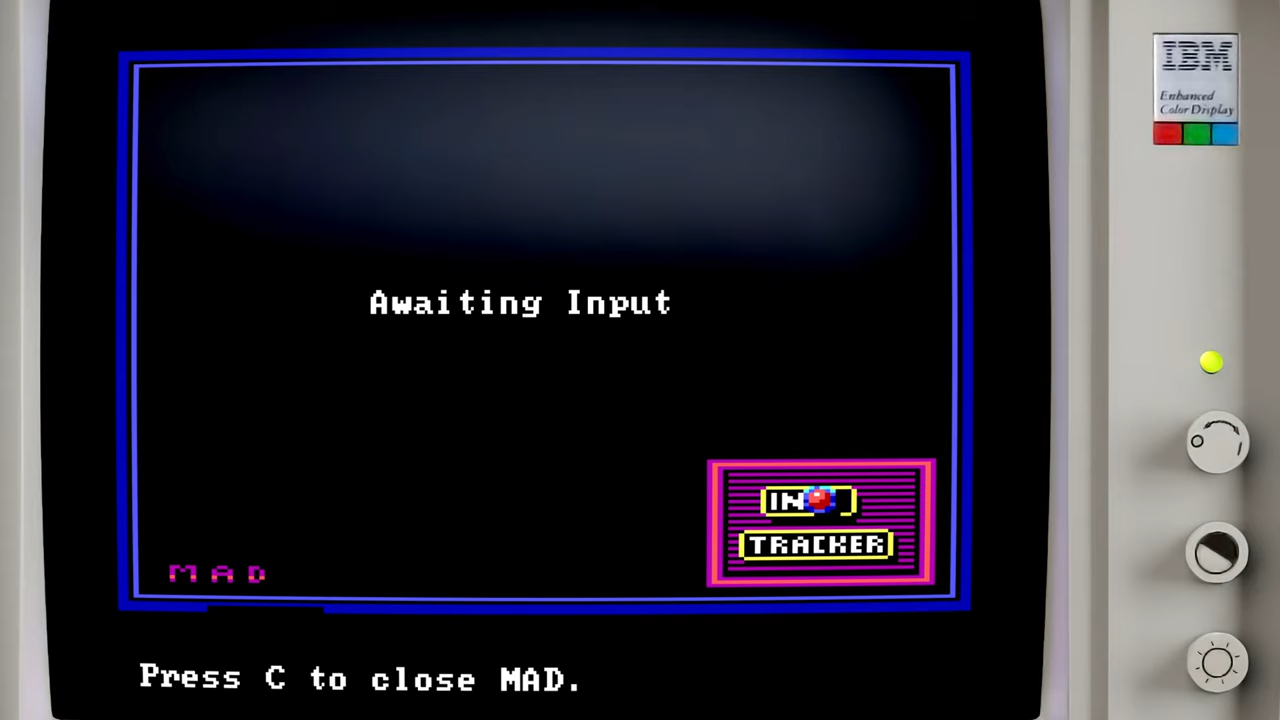 IBM
Enhanced
Color Display
Awaiting Input
IN
TRACKER
MAD
Press C to close MAD.